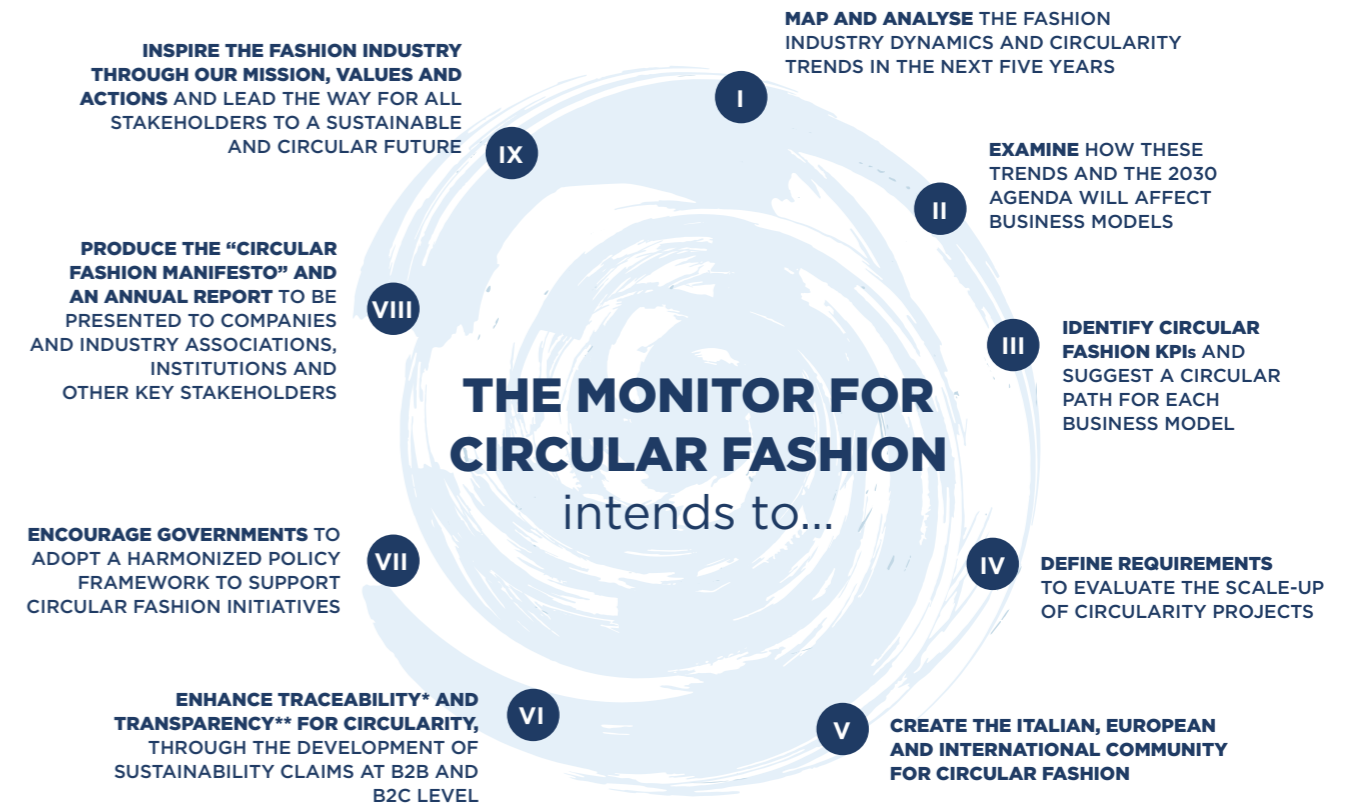 THE MONITOR FOR
CIRCULAR FASHION
intends to...
I
MAP AND ANALYSE THE FASHION
INDUSTRY DYNAMICS AND CIRCULARITY
TRENDS IN THE NEXT FIVE YEARS
II
EXAMINE HOW THESE
TRENDS AND THE 2030
AGENDA WILL AFFECT
BUSINESS MODELS
III
IDENTIFY CIRCULAR
FASHION KPIs AND
SUGGEST A CIRCULAR
PATH FOR EACH
BUSINESS MODEL
IV
DEFINE REQUIREMENTS
TO EVALUATE THE SCALE-UP
OF CIRCULARITY PROJECTS
V
CREATE THE ITALIAN, EUROPEAN
AND INTERNATIONAL COMMUNITY
FOR CIRCULAR FASHION
VI
ENHANCE TRACEABILITY* AND
TRANSPARENCY** FOR CIRCULARITY,
THROUGH THE DEVELOPMENT OF
SUSTAINABILITY CLAIMS AT B2B AND
B2C LEVEL
VII
ENCOURAGE GOVERNMENTS TO
ADOPT A HARMONIZED POLICY
FRAMEWORK TO SUPPORT
CIRCULAR FASHION INITIATIVES
VIII
PRODUCE THE “CIRCULAR
FASHION MANIFESTO” AND
AN ANNUAL REPORT TO BE
PRESENTED TO COMPANIES
AND INDUSTRY ASSOCIATIONS,
INSTITUTIONS AND
OTHER KEY STAKEHOLDERS
IX
INSPIRE THE FASHION INDUSTRY
THROUGH OUR MISSION, VALUES AND
ACTIONS AND LEAD THE WAY FOR ALL
STAKEHOLDERS TO A SUSTAINABLE
AND CIRCULAR FUTURE